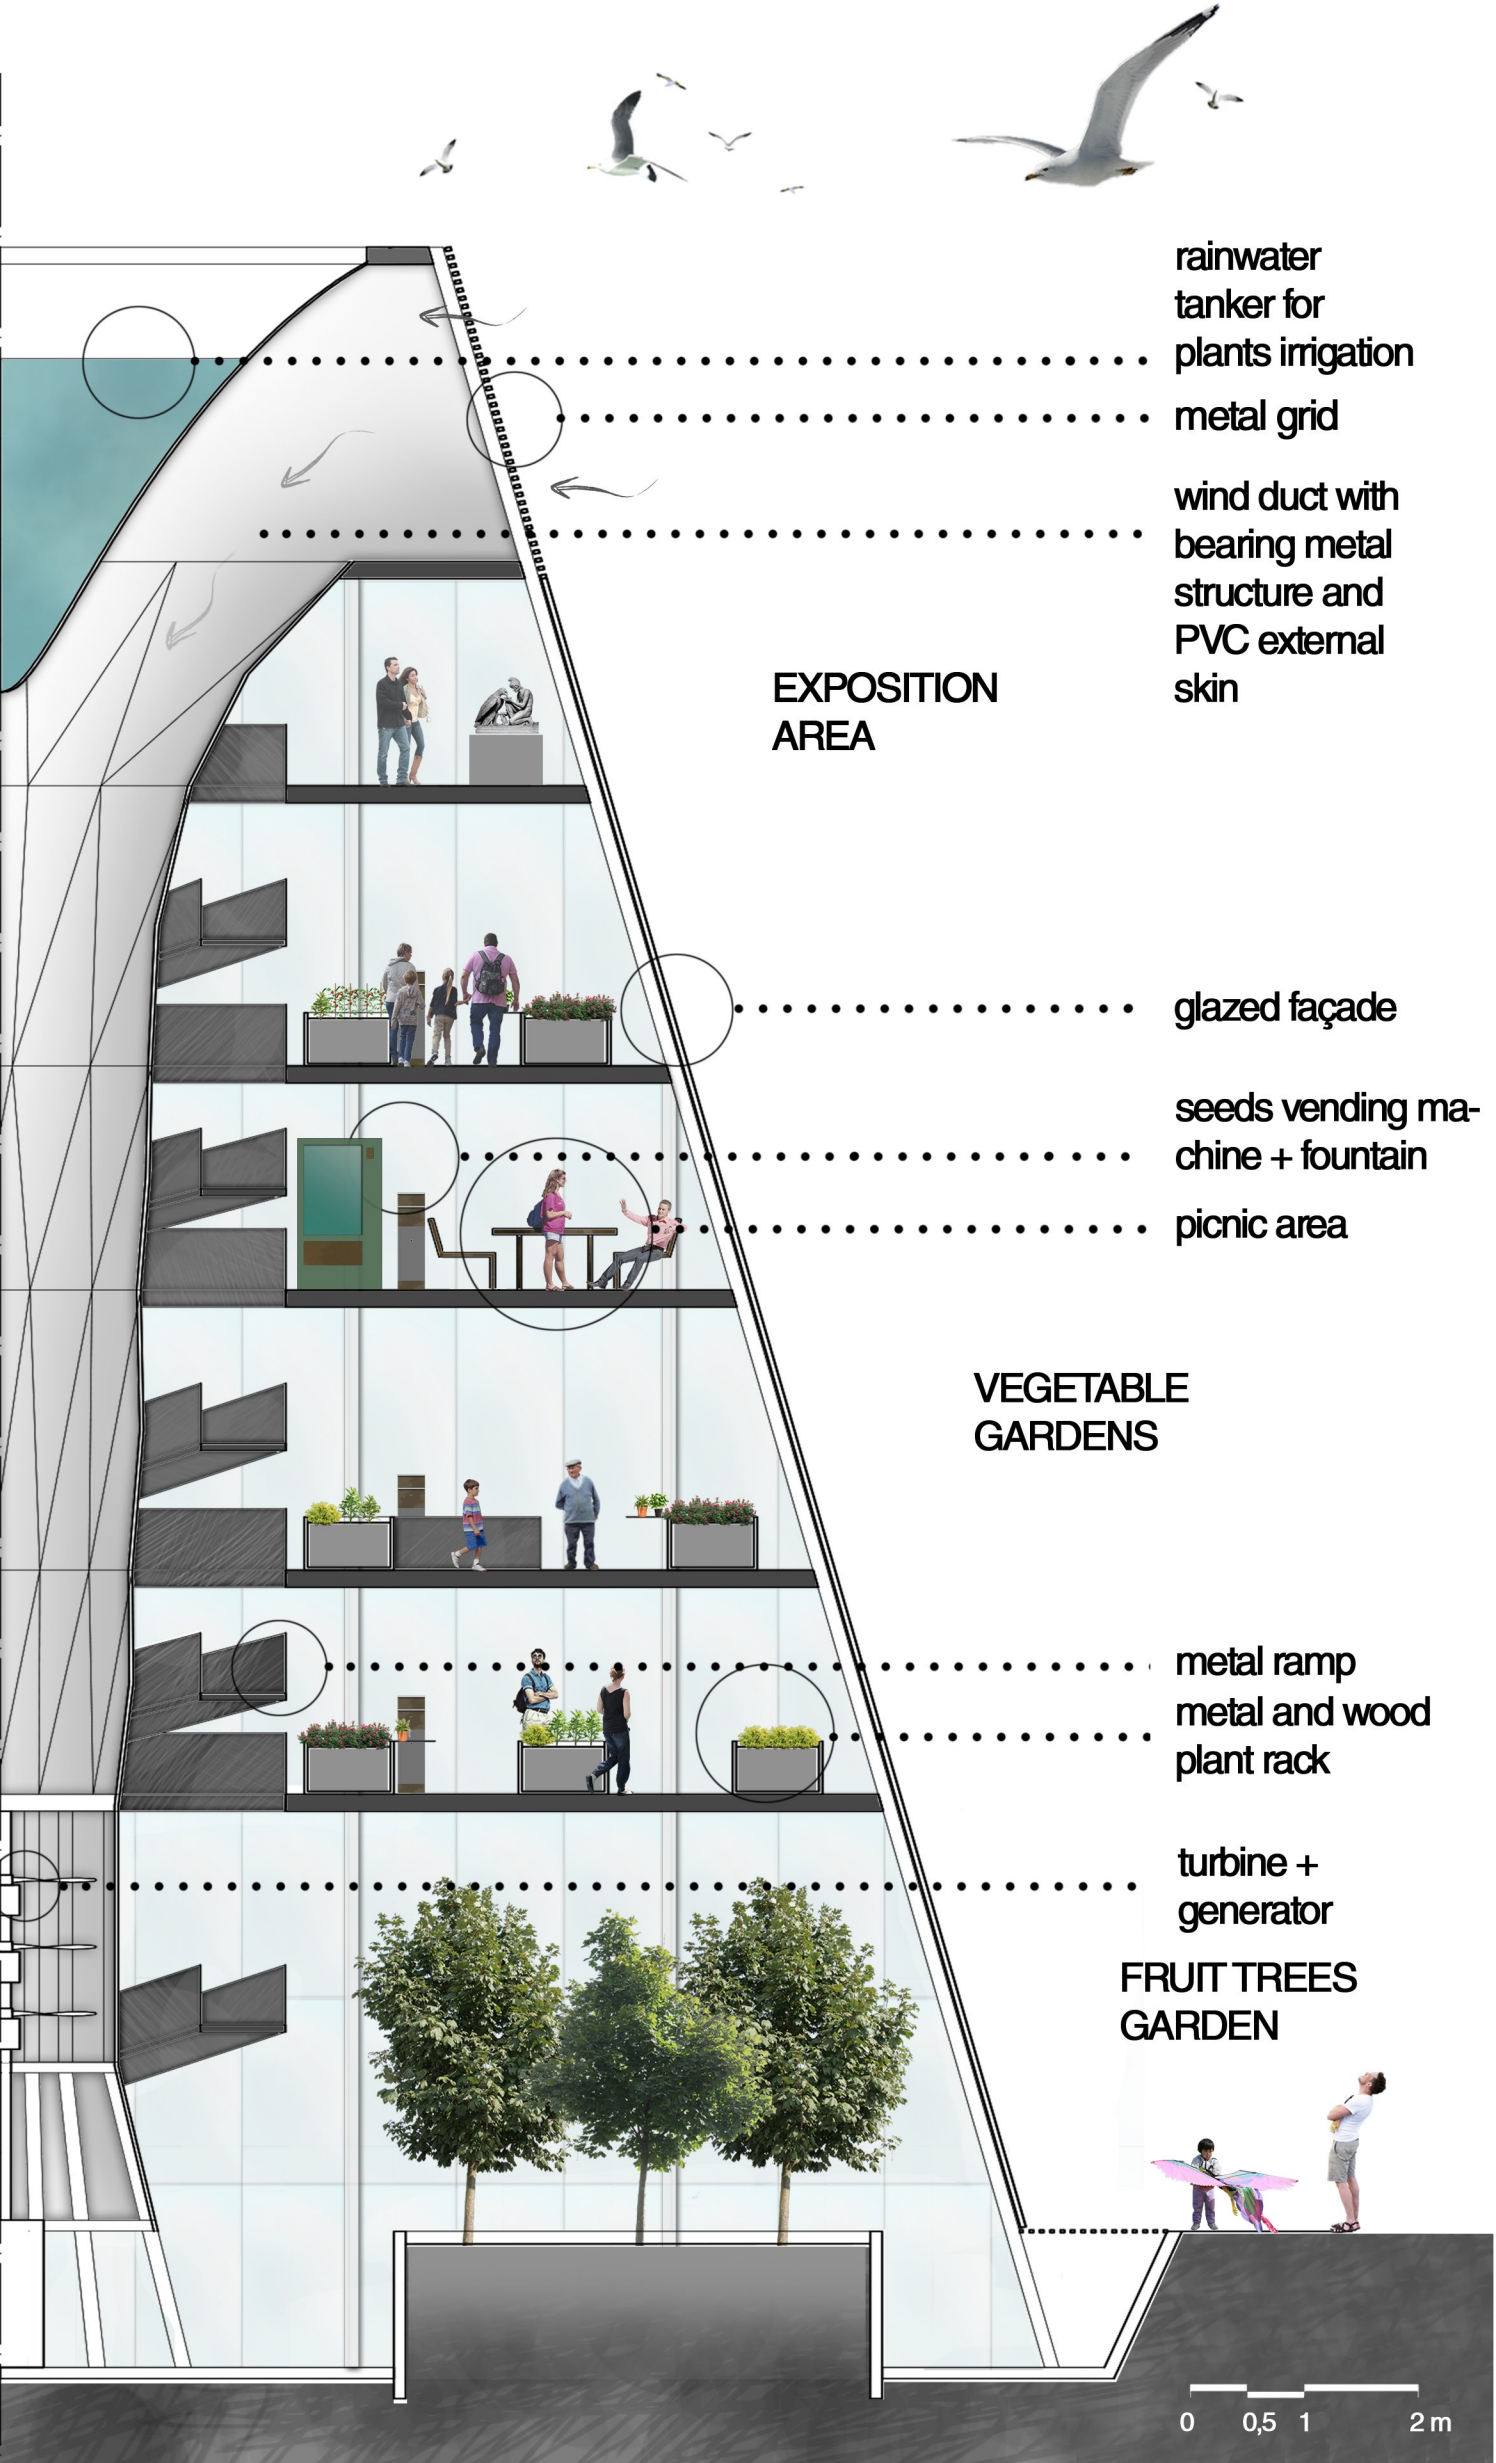 rainwater
tanker for
plants irrigation
metal grid
wind duct with
bearing metal
structure and
PVC external
skin
EXPOSITION
AREA
glazed façade
seeds vending ma-
chine + fountain
picnic area
VEGETABLE
GARDENS
metal ramp
metal and wood
plant rack
turbine +
generator
FRUIT TREES
GARDEN
0 0,5 1 2 m